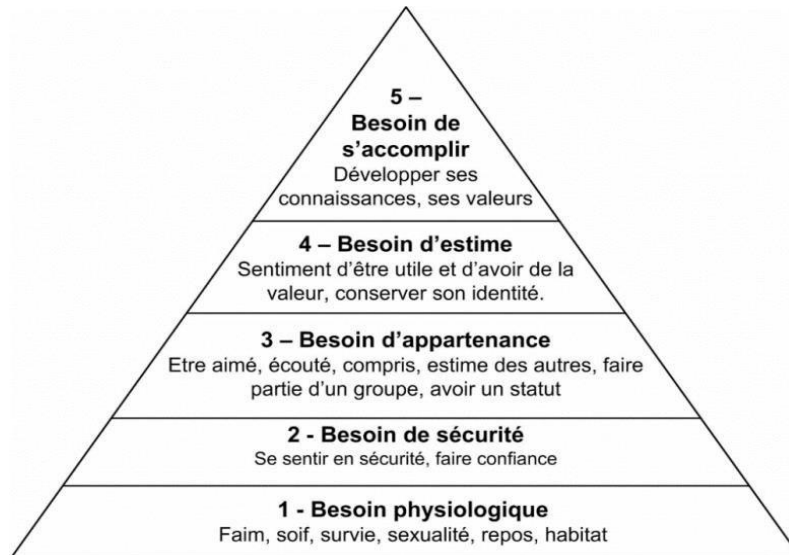 5 –
Besoin de
s’accomplir
Développer ses
connaissances, ses valeurs
4 – Besoin d’estime
Sentiment d’être utile et d’avoir de la
valeur, conserver son identité.
3 – Besoin d’appartenance
Etre aimé, écouté, compris, estime des autres, faire
partie d’un groupe, avoir un statut
2 - Besoin de sécurité
Se sentir en sécurité, faire confiance
1 - Besoin physiologique
Faim, soif, survie, sexualité, repos, habitat